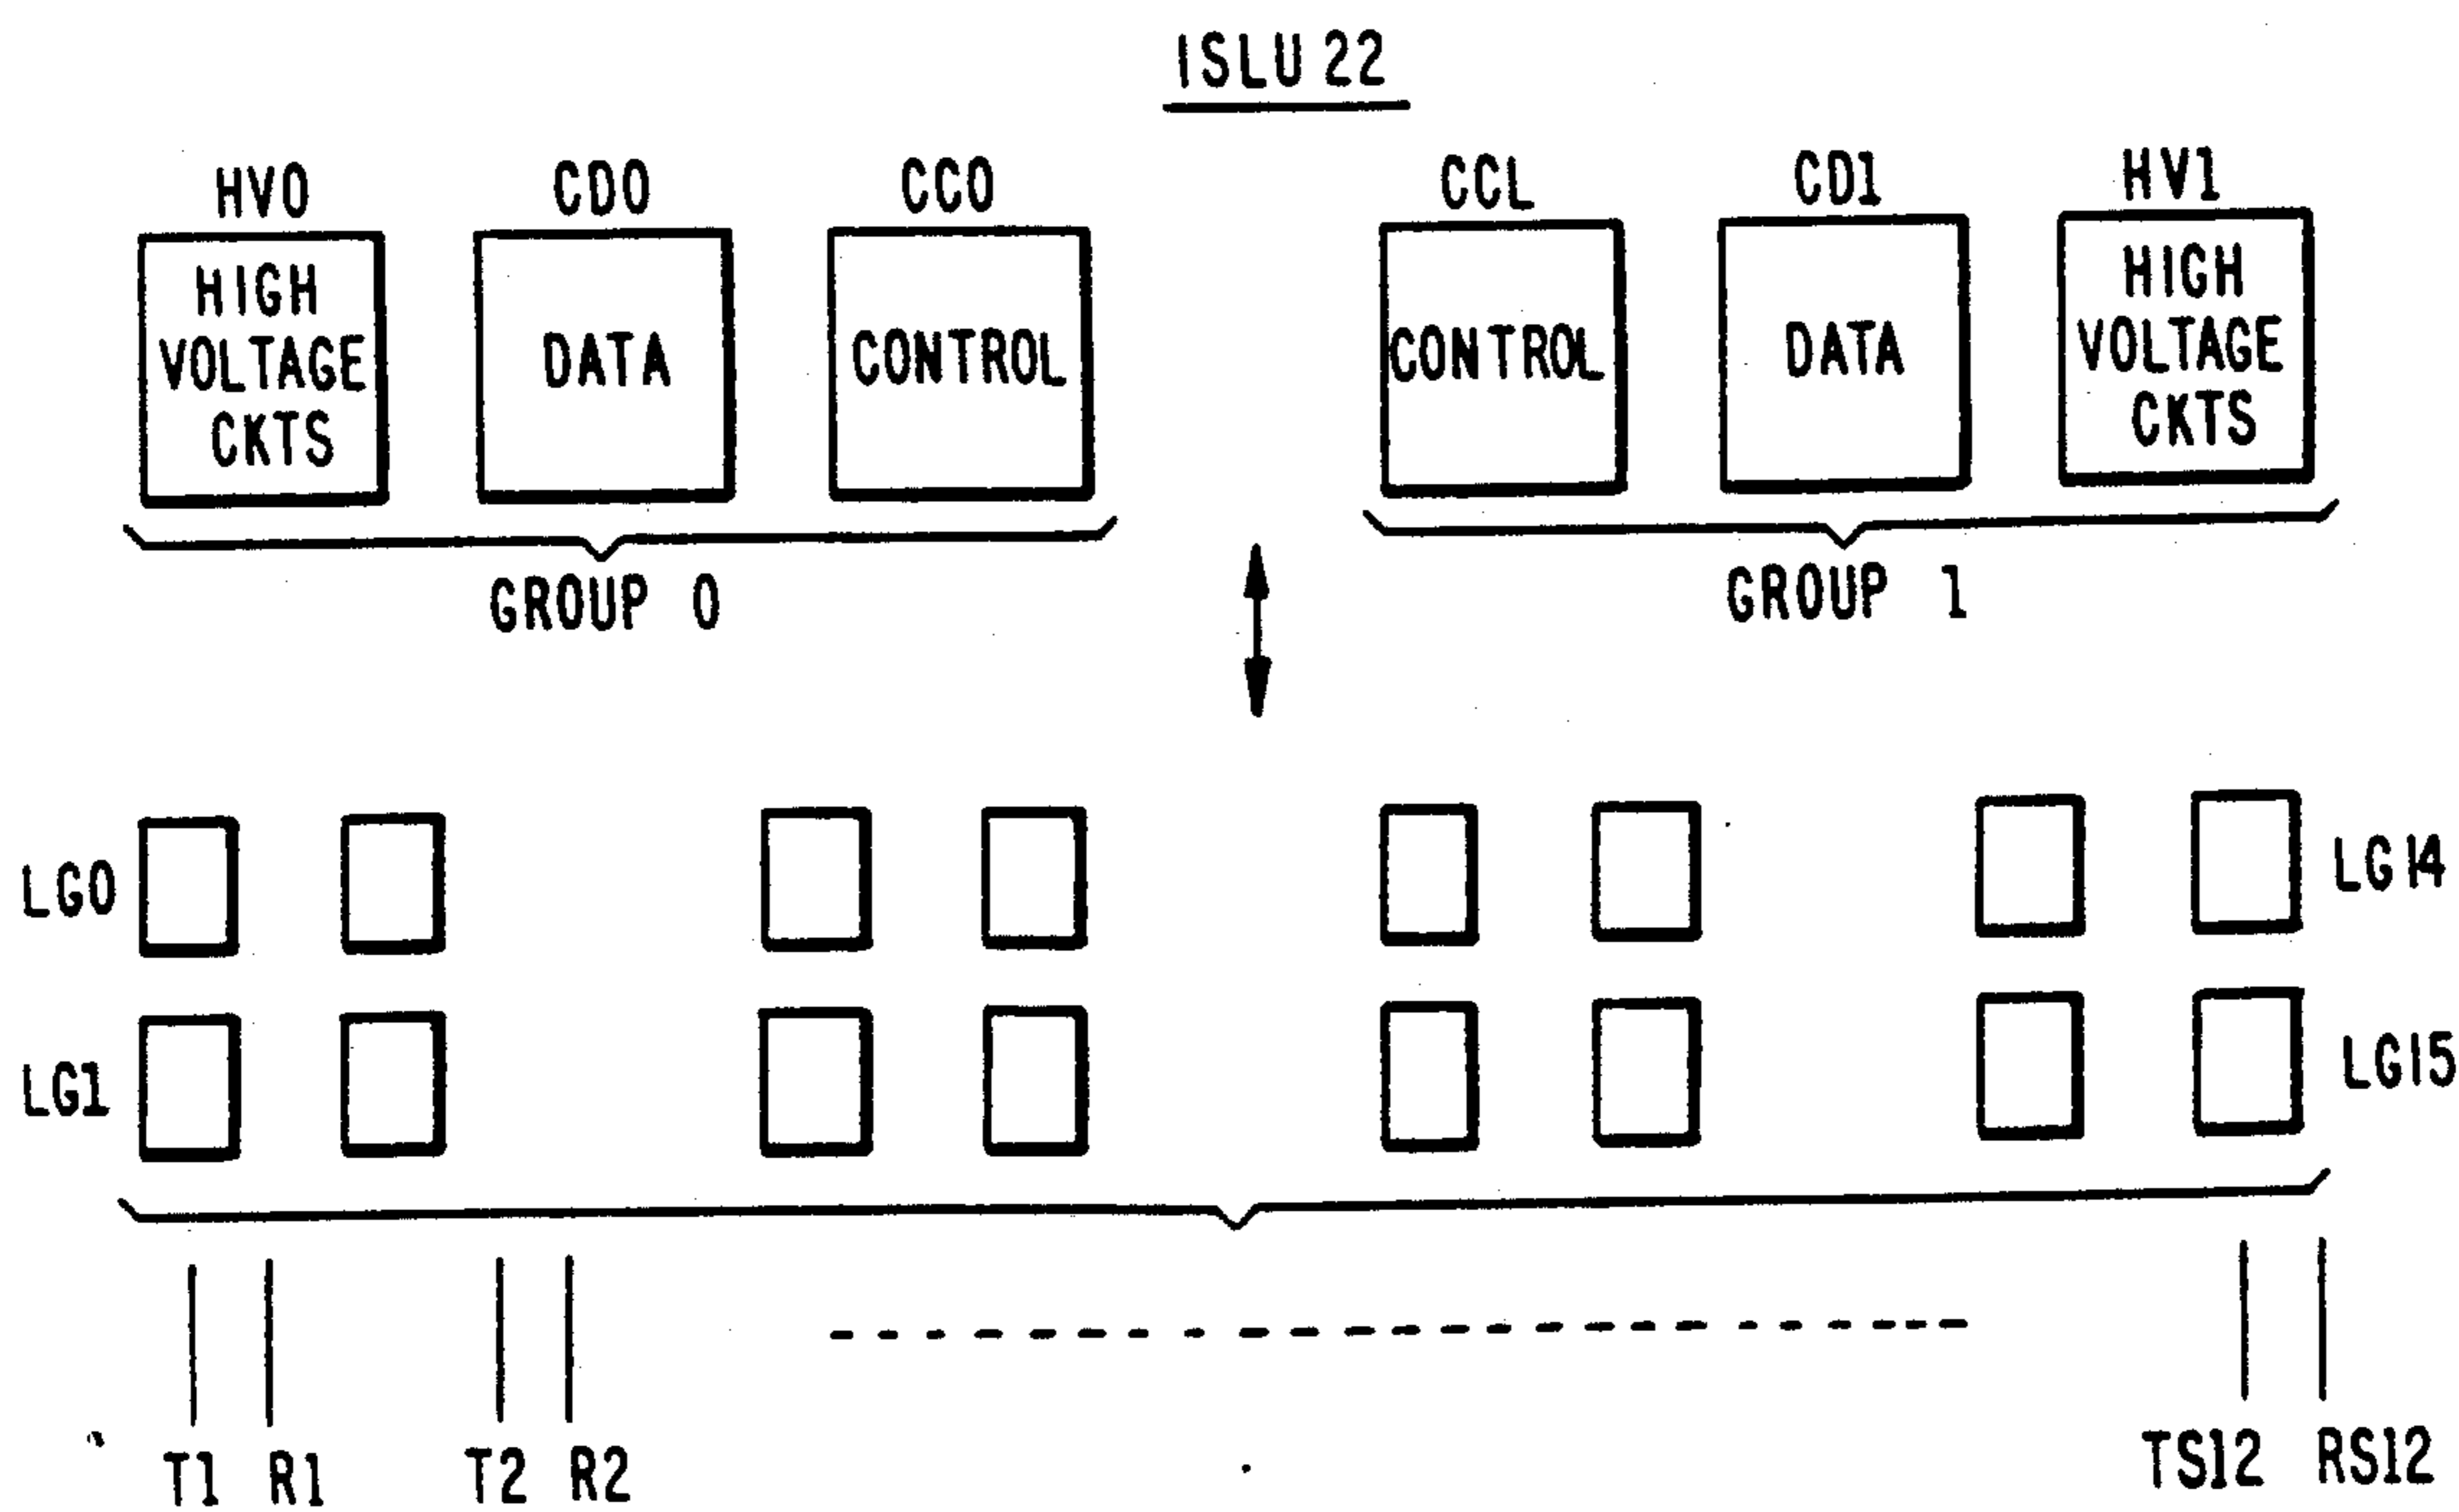 ISLU 22
HV0 CD0 CC0 CCL CD1 HV1
HIGH VOLTAGE CKTS
DATA
CONTROL
CONTROL
DATA
HIGH VOLTAGE CKTS
GROUP 0
GROUP 1
LG0
LG14
LG1
LG15
T1 R1 T2 R2 TS12 RS12